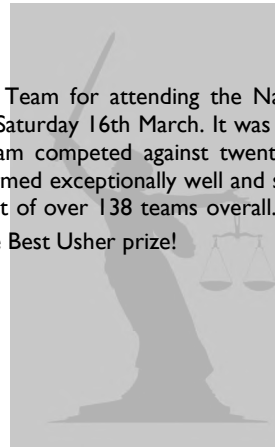 Team for attending the Na
Saturday 16th March. It was
am competed against twent
med exceptionally well and s
t of over 138 teams overall.
e Best Usher prize!